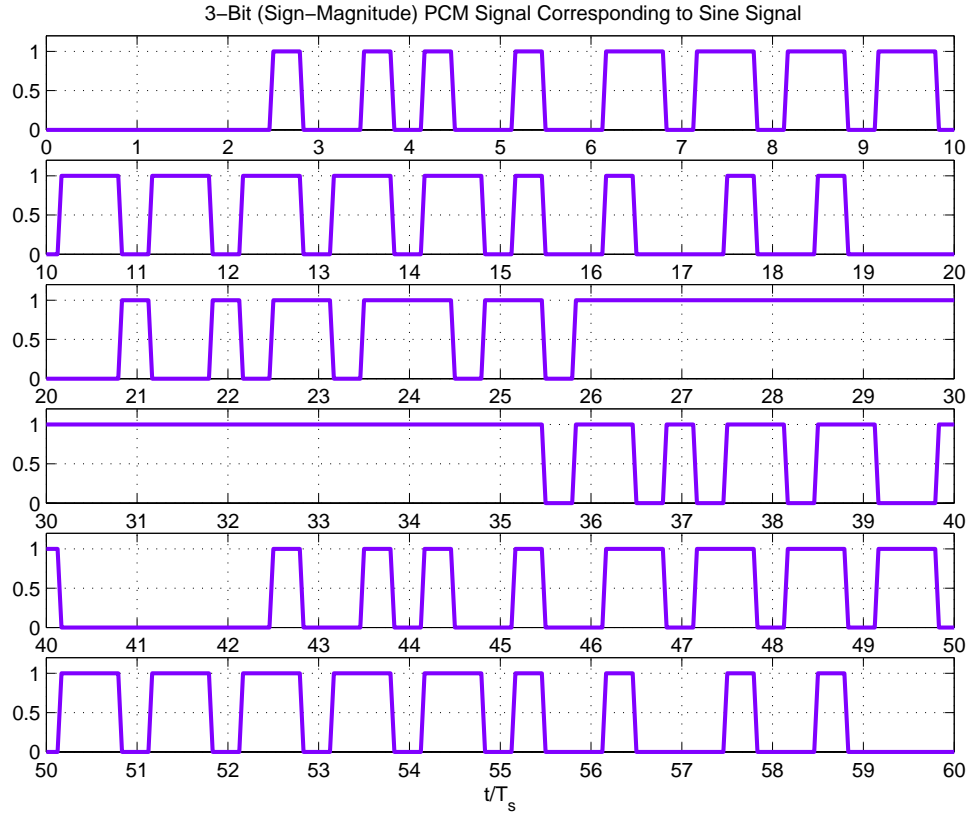 3−Bit (Sign−Magnitude) PCM Signal Corresponding to Sine Signal
1
0.5
0
0 1 2 3 4 5 6 7 8 9 10
1
0.5
0
10 11 12 13 14 15 16 17 18 19 20
1
0.5
0
20 21 22 23 24 25 26 27 28 29 30
1
0.5
0
30 31 32 33 34 35 36 37 38 39 40
1
0.5
0
40 41 42 43 44 45 46 47 48 49 50
1
0.5
0
50 51 52 53 54 55 56 57 58 59 60
t/T_s